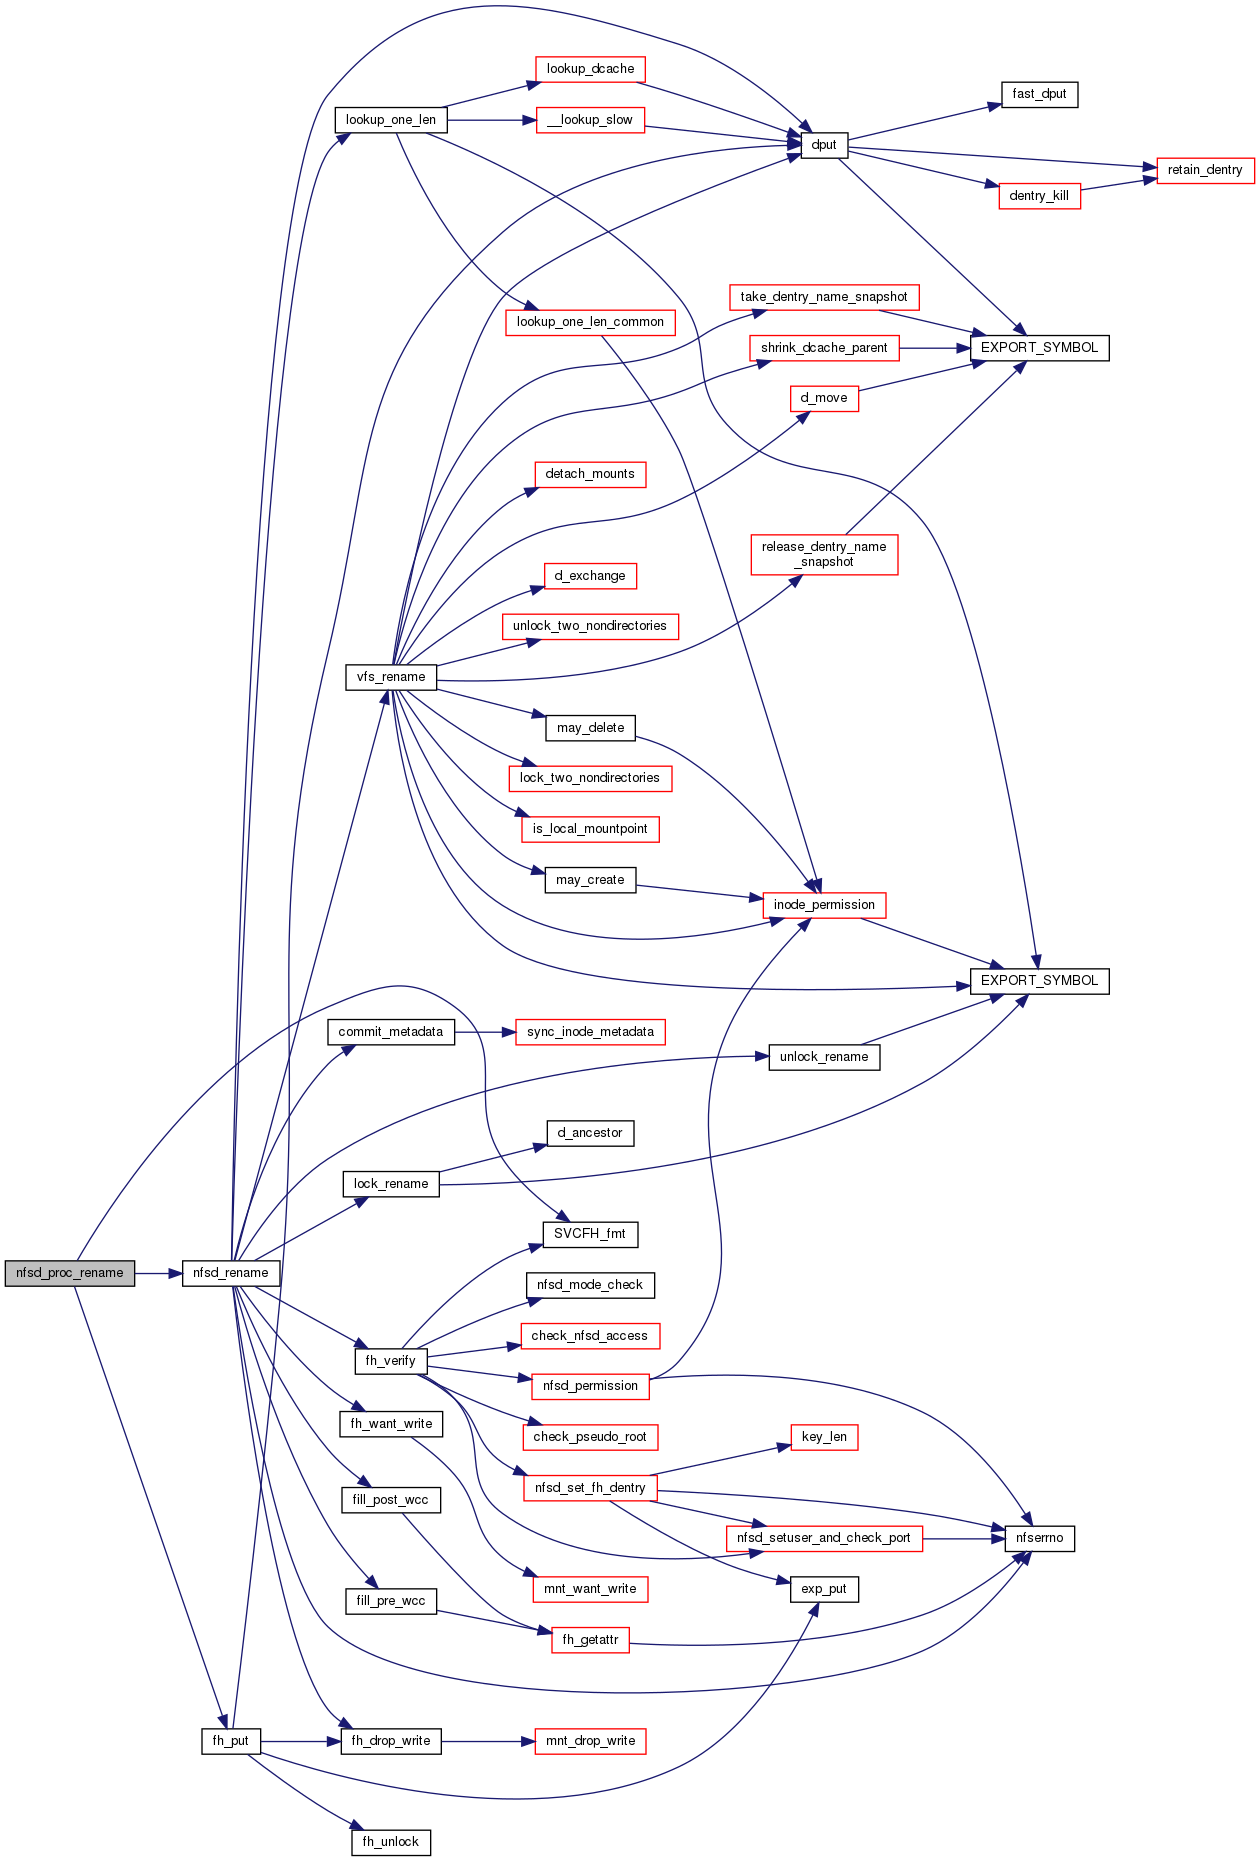 lookup_dcache
fast_dput
lookup_one_len
__lookup_slow
dput
retain_dentry
dentry_kill
take_dentry_name_snapshot
lookup_one_len_common
shrink_dcache_parent
EXPORT_SYMBOL
d_move
detach_mounts
release_dentry_name
_snapshot
d_exchange
unlock_two_nondirectories
vfs_rename
may_delete
lock_two_nondirectories
is_local_mountpoint
may_create
inode_permission
EXPORT_SYMBOL
commit_metadata
sync_inode_metadata
unlock_rename
d_ancestor
lock_rename
SVCFH_fmt
nfsd_proc_rename
nfsd_rename
nfsd_mode_check
check_nfsd_access
fh_verify
nfsd_permission
fh_want_write
check_pseudo_root
key_len
nfsd_set_fh_dentry
fill_post_wcc
nfsd_setuser_and_check_port
nfserrno
mnt_want_write
exp_put
fill_pre_wcc
fh_getattr
fh_put
fh_drop_write
mnt_drop_write
fh_unlock